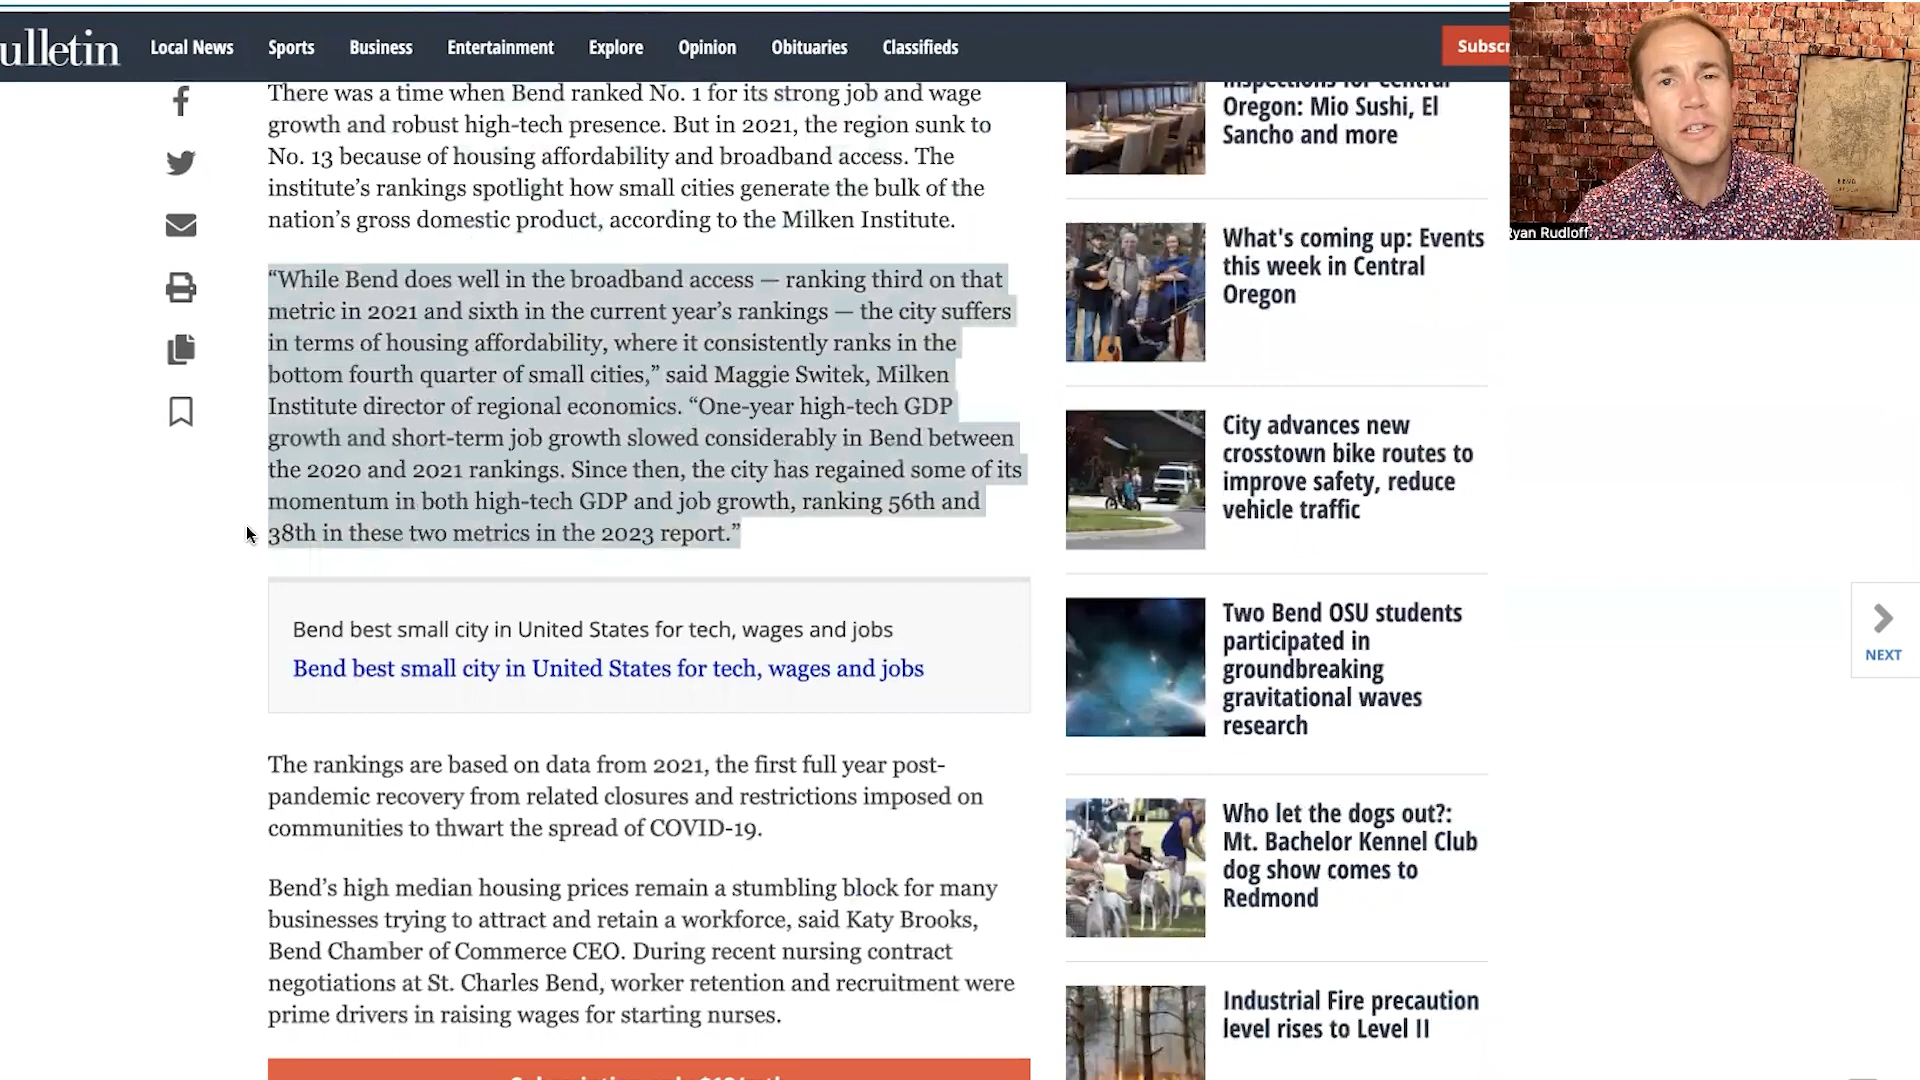 ulletin
Local News
Sports
Business
Entertainment
Explore
Opinion
Obituaries
Classifieds
Subscr
There was a time when Bend ranked No. 1 for its strong job and wage
growth and robust high-tech presence. But in 2021, the region sunk to
No. 13 because of housing affordability and broadband access. The
institute’s rankings spotlight how small cities generate the bulk of the
nation’s gross domestic product, according to the Milken Institute.
“While Bend does well in the broadband access — ranking third on that
metric in 2021 and sixth in the current year’s rankings — the city suffers
in terms of housing affordability, where it consistently ranks in the
bottom fourth quarter of small cities,” said Maggie Switek, Milken
Institute director of regional economics. “One-year high-tech GDP
growth and short-term job growth slowed considerably in Bend between
the 2020 and 2021 rankings. Since then, the city has regained some of its
momentum in both high-tech GDP and job growth, ranking 56th and
38th in these two metrics in the 2023 report.”
Bend best small city in United States for tech, wages and jobs
Bend best small city in United States for tech, wages and jobs
The rankings are based on data from 2021, the first full year post-
pandemic recovery from related closures and restrictions imposed on
communities to thwart the spread of COVID-19.
Bend’s high median housing prices remain a stumbling block for many
businesses trying to attract and retain a workforce, said Katy Brooks,
Bend Chamber of Commerce CEO. During recent nursing contract
negotiations at St. Charles Bend, worker retention and recruitment were
prime drivers in raising wages for starting nurses.
inspections for Central
Oregon: Mio Sushi, El
Sancho and more
What's coming up: Events
this week in Central
Oregon
City advances new
crosstown bike routes to
improve safety, reduce
vehicle traffic
Two Bend OSU students
participated in
groundbreaking
gravitational waves
research
Who let the dogs out?:
Mt. Bachelor Kennel Club
dog show comes to
Redmond
Industrial Fire precaution
level rises to Level II
BEND
Ryan Rudloff
NEXT